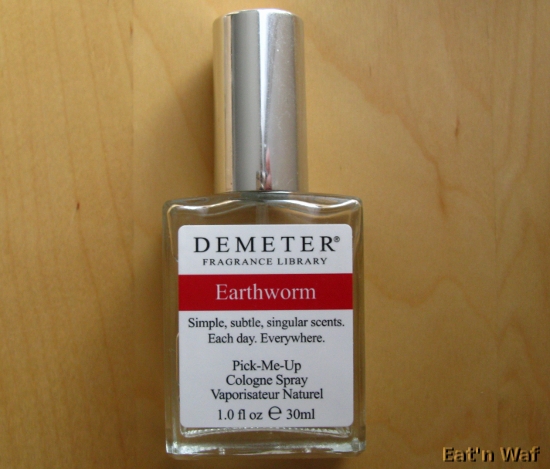 DEMETER®
FRAGRANCE LIBRARY
Earthworm
Simple, subtle, singular scents.
Each day. Everywhere.
Pick-Me-Up
Cologne Spray
Vaporisateur Naturel
1.0 fl oz ℮ 30ml
Eat'n Waf